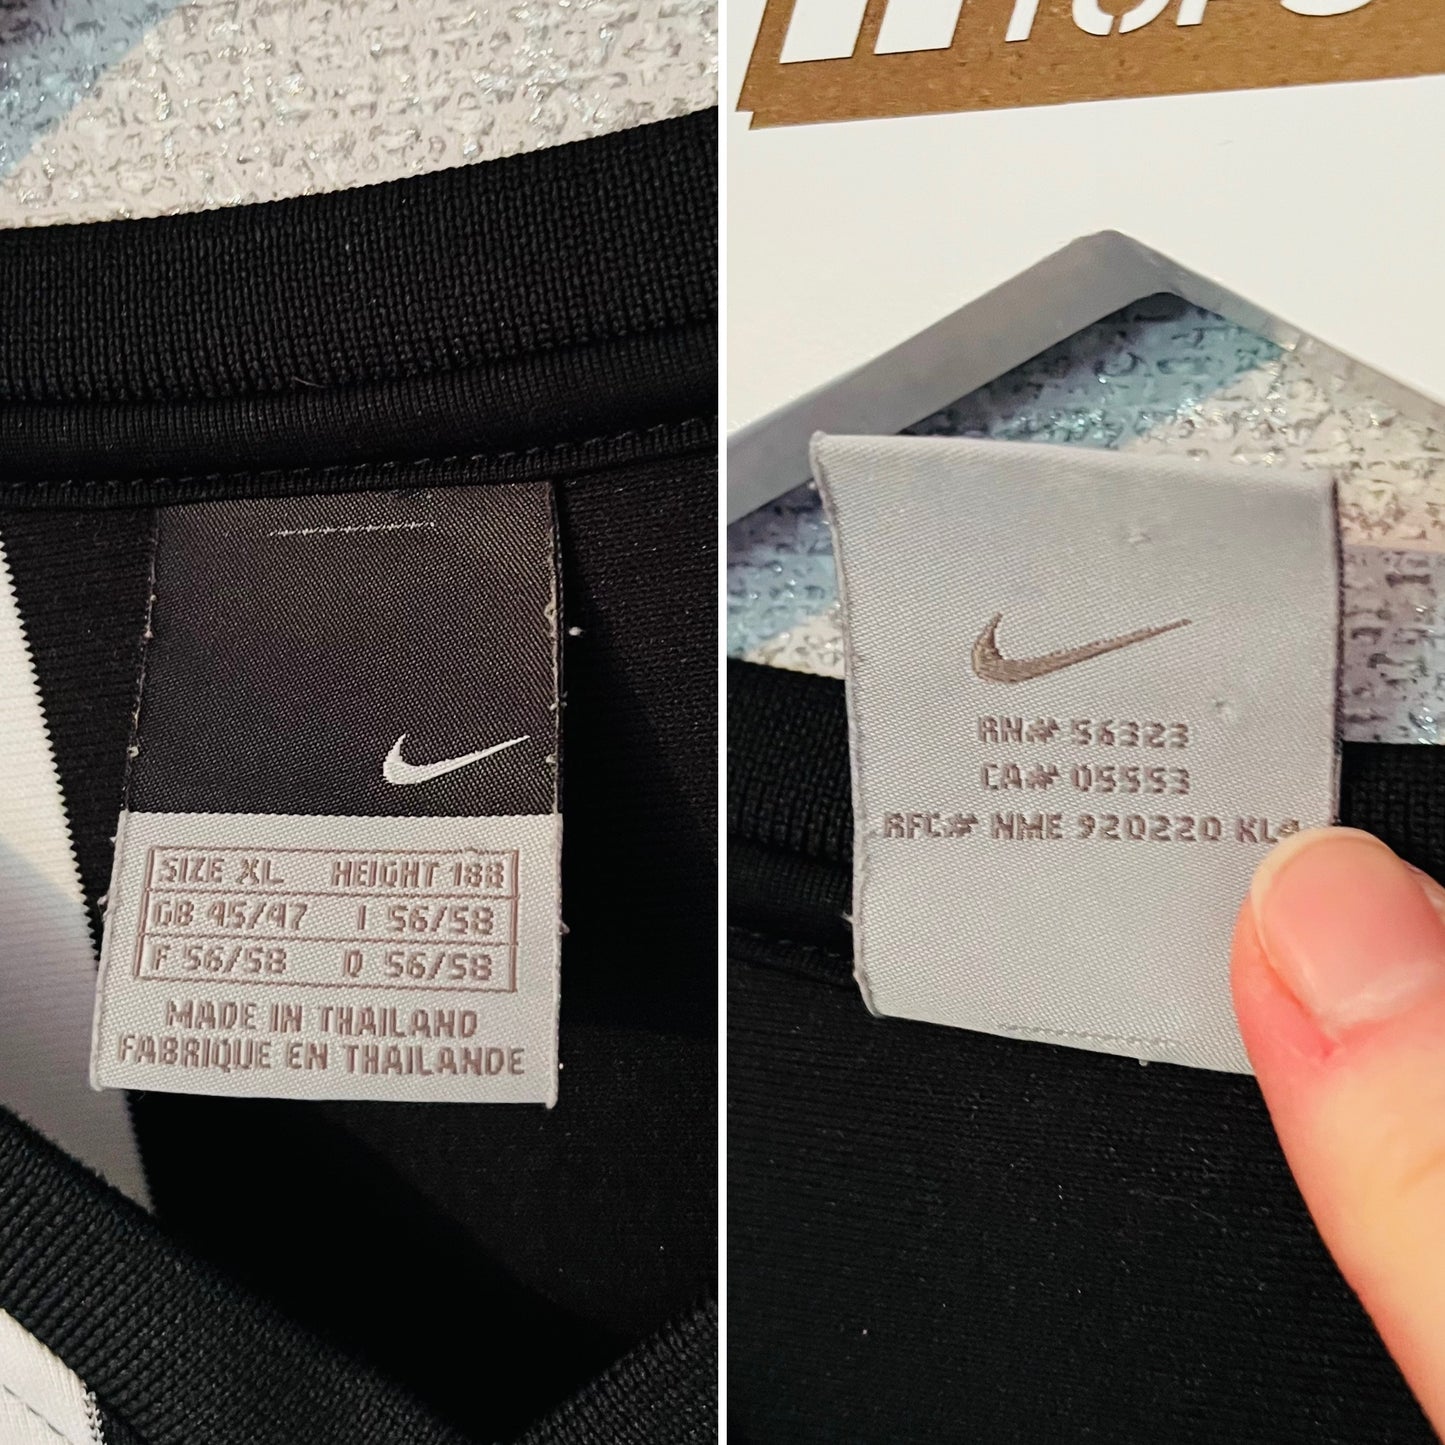 SIZE XL HEIGHT 188
GB 45/47 I 56/58
F 56/58 D 56/58
MADE IN THAILAND
FABRIQUE EN THAILANDE
RN# 56323
CA# 05553
RFC# NME 920220 KL4